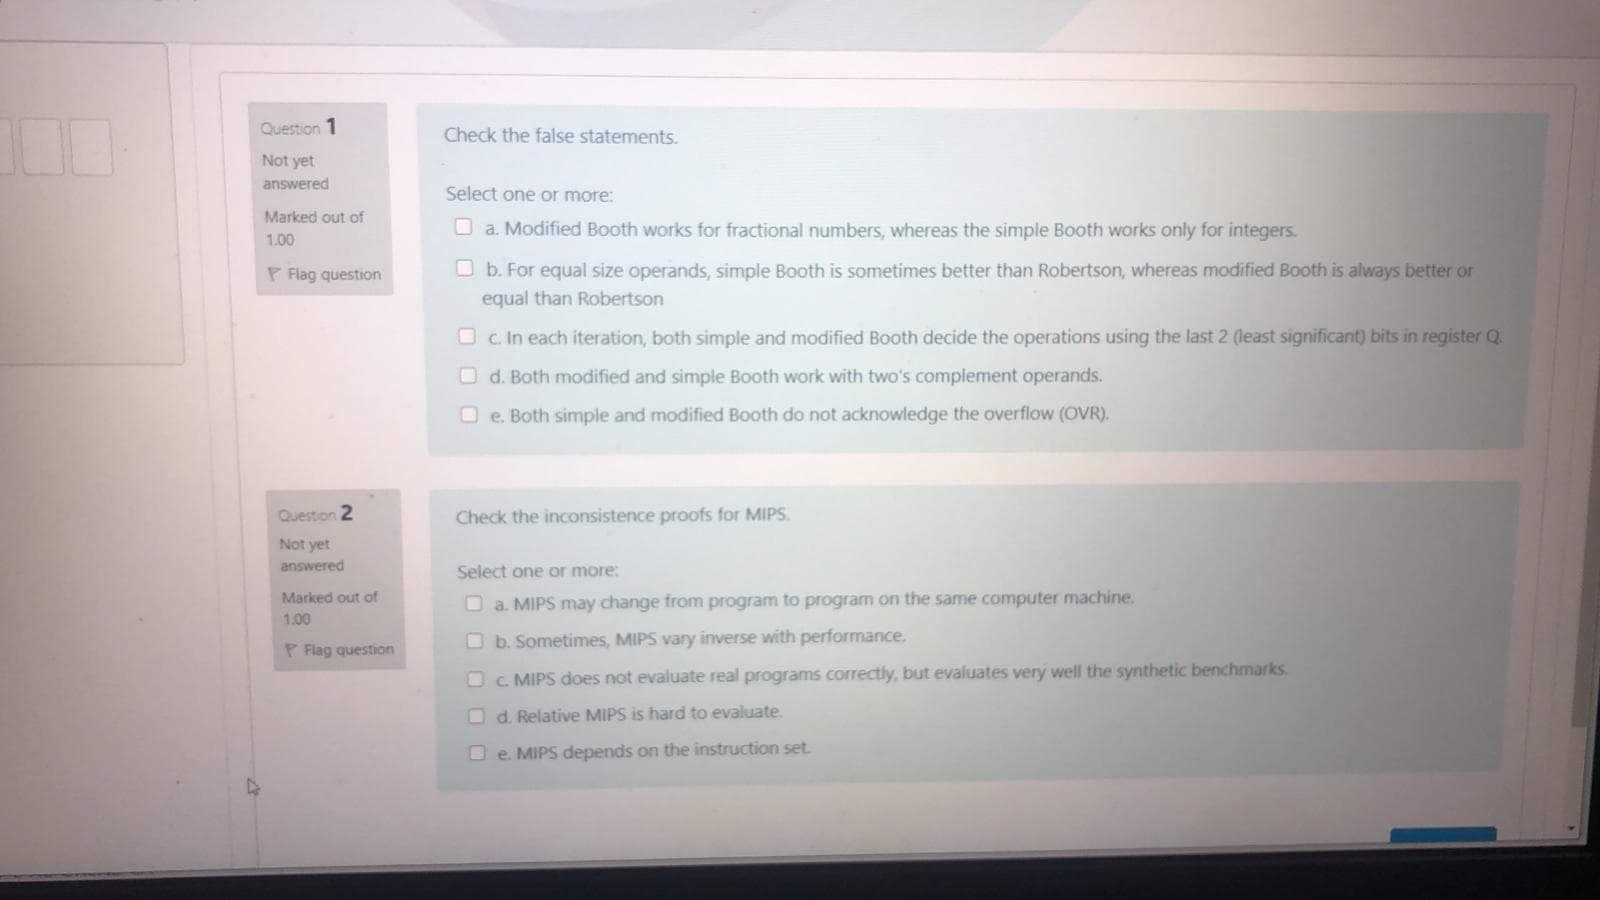 Question 1
Not yet
answered
Marked out of
1.00
Flag question
Check the false statements.
Select one or more:
a. Modified Booth works for fractional numbers, whereas the simple Booth works only for integers.
b. For equal size operands, simple Booth is sometimes better than Robertson, whereas modified Booth is always better or
equal than Robertson
c. In each iteration, both simple and modified Booth decide the operations using the last 2 (least significant) bits in register Q.
d. Both modified and simple Booth work with two's complement operands.
e. Both simple and modified Booth do not acknowledge the overflow (OVR).
Question 2
Not yet
answered
Marked out of
1.00
Flag question
Check the inconsistence proofs for MIPS.
Select one or more:
a. MIPS may change from program to program on the same computer machine.
b. Sometimes, MIPS vary inverse with performance.
c. MIPS does not evaluate real programs correctly, but evaluates very well the synthetic benchmarks.
d. Relative MIPS is hard to evaluate.
e. MIPS depends on the instruction set.